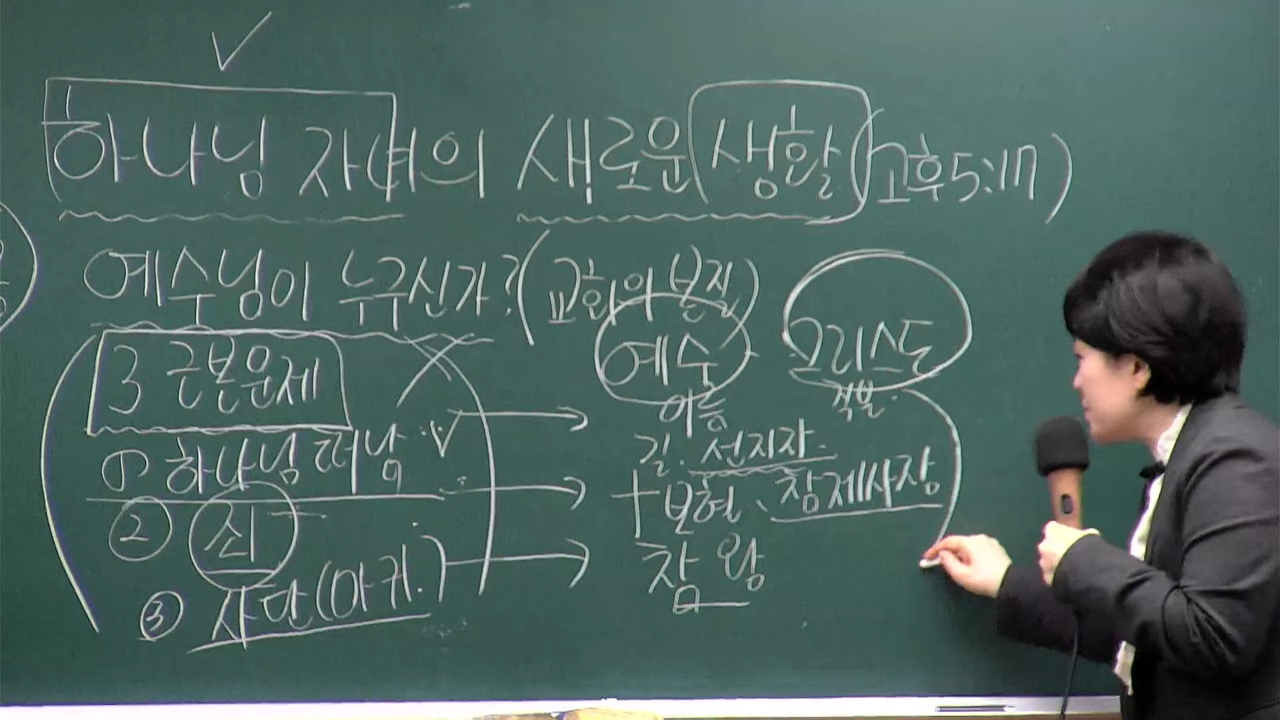 하나님 자녀의 새로운 생활 (고후5:17)
예수님이 누구신가? (교회의 본질)
3 근본문제
예수 그리스도
이름 직분
① 하나님 떠남
길. 선지자
② 죄
+ 보혈、참제사장
③ 사단(마귀.)
참 왕